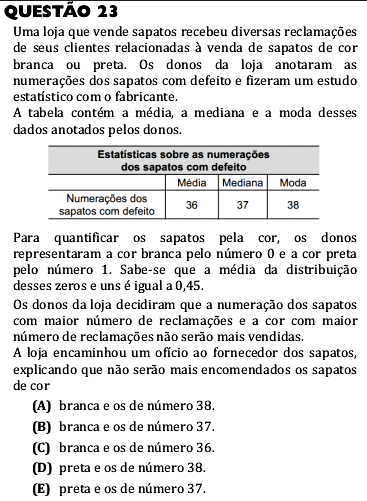 QUESTÃO 23
Uma loja que vende sapatos recebeu diversas reclamações
de seus clientes relacionadas à venda de sapatos de cor
branca ou preta. Os donos da loja anotaram as
numerações dos sapatos com defeito e fizeram um estudo
estatístico com o fabricante.
A tabela contém a média, a mediana e a moda desses
dados anotados pelos donos.
Estatísticas sobre as numerações
dos sapatos com defeito
Média Mediana Moda
Numerações dos
sapatos com defeito 36 37 38
Para quantificar os sapatos pela cor, os donos
representaram a cor branca pelo número 0 e a cor preta
pelo número 1. Sabe-se que a média da distribuição
desses zeros e uns é igual a 0,45.
Os donos da loja decidiram que a numeração dos sapatos
com maior número de reclamações e a cor com maior
número de reclamações não serão mais vendidas.
A loja encaminhou um ofício ao fornecedor dos sapatos,
explicando que não serão mais encomendados os sapatos
de cor
(A) branca e os de número 38.
(B) branca e os de número 37.
(C) branca e os de número 36.
(D) preta e os de número 38.
(E) preta e os de número 37.